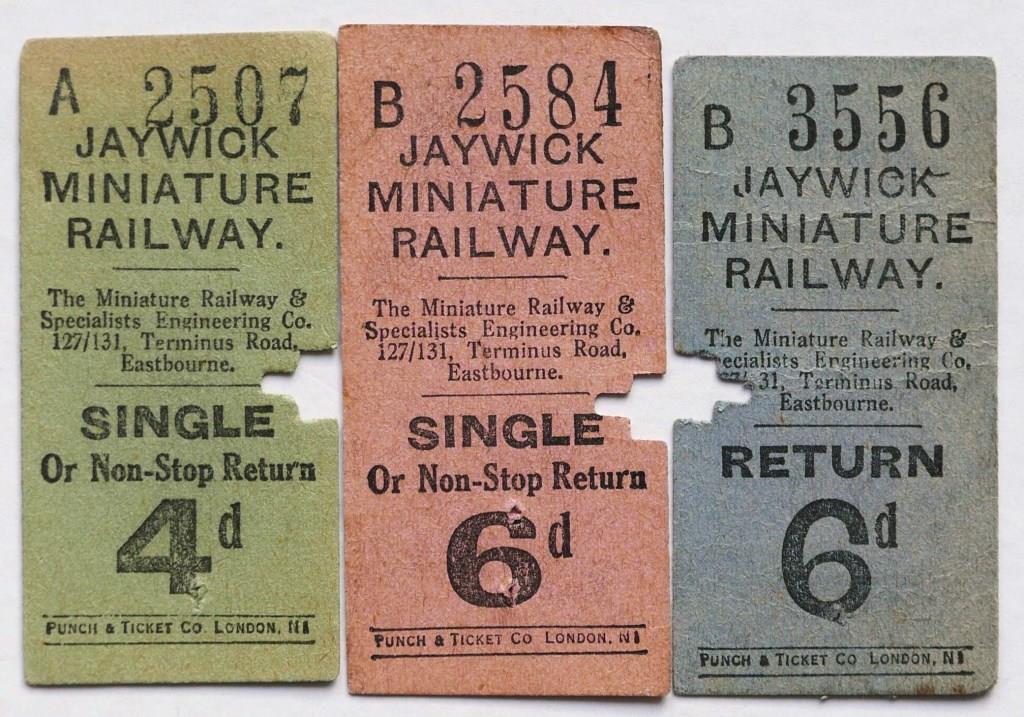 A 2507
JAYWICK
MINIATURE
RAILWAY.
The Miniature Railway &
Specialists Engineering Co.
127/131, Terminus Road,
Eastbourne.
SINGLE
Or Non-Stop Return
4d
PUNCH & TICKET CO. LONDON, N1
B 2584
JAYWICK
MINIATURE
RAILWAY.
The Miniature Railway &
Specialists Engineering Co.
127/131, Terminus Road,
Eastbourne.
SINGLE
Or Non-Stop Return
6d
PUNCH & TICKET CO LONDON, N1
B 3556
JAYWICK
MINIATURE
RAILWAY.
The Miniature Railway &
ecialists Engineering Co.
31, Terminus Road,
Eastbourne.
RETURN
6d
PUNCH & TICKET CO LONDON, N1